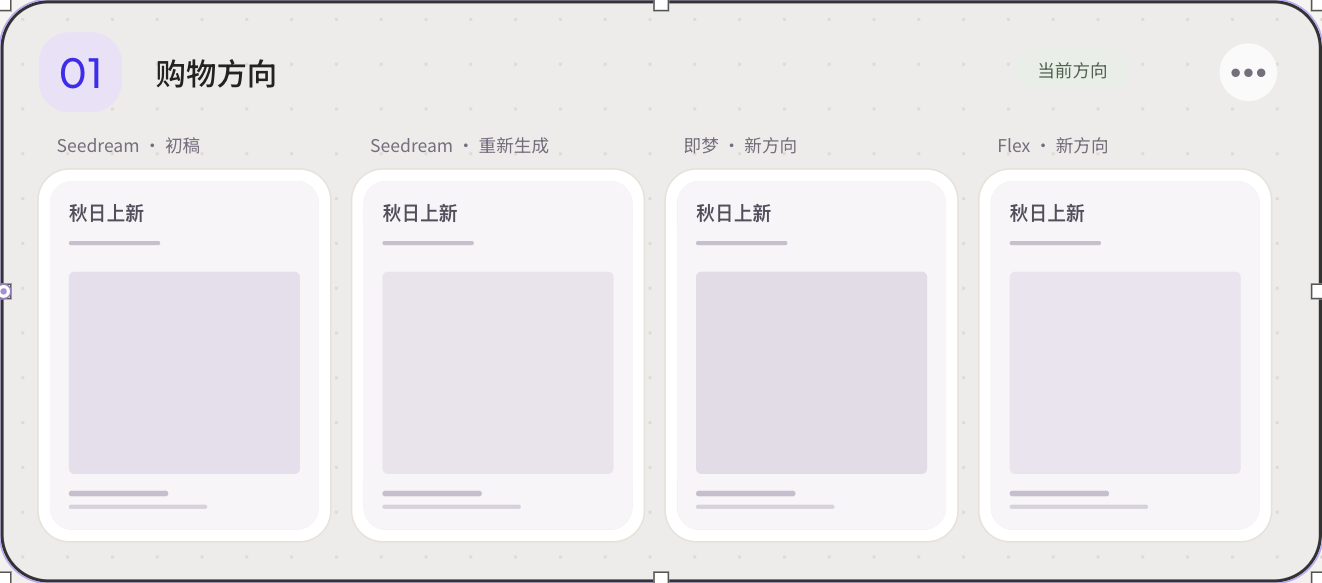 01
购物方向
当前方向
Seedream • 初稿
Seedream • 重新生成
即梦 • 新方向
Flex • 新方向
秋日上新
秋日上新
秋日上新
秋日上新